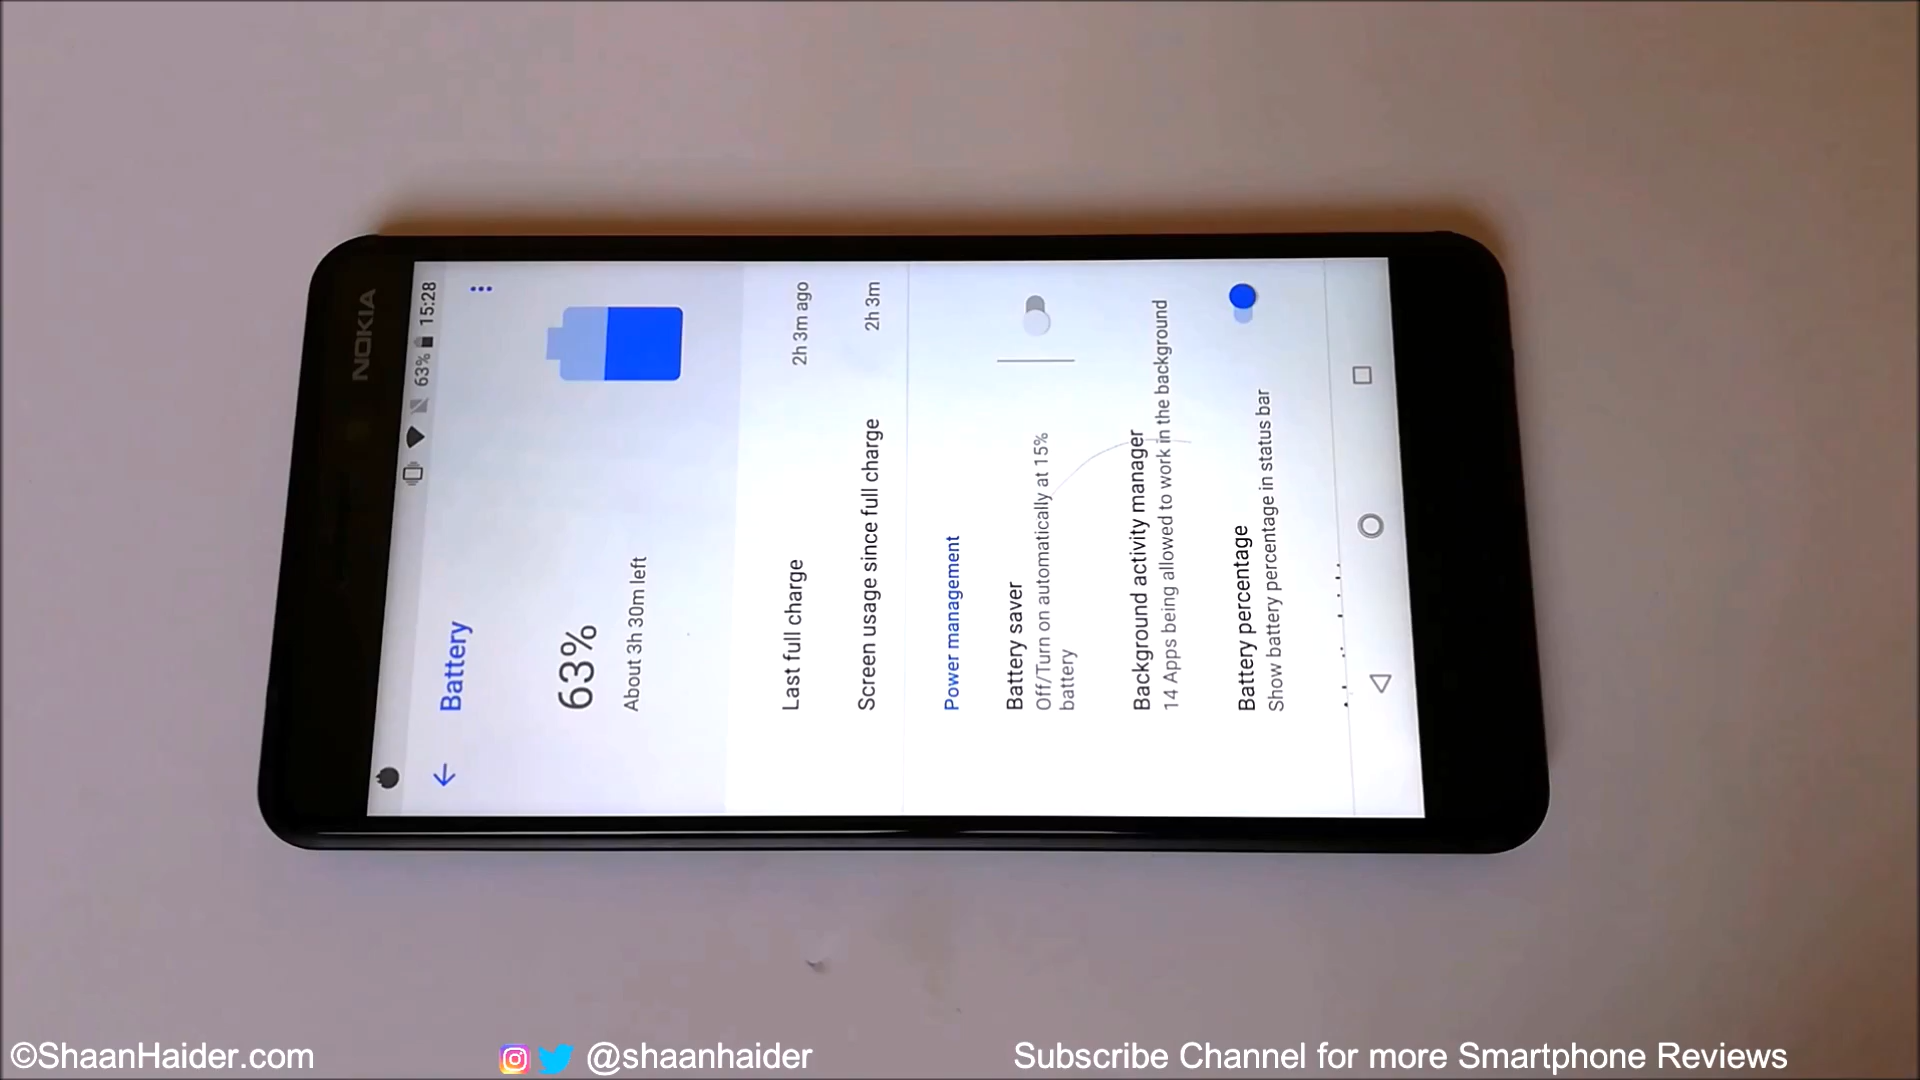 NOKIA
63% 15:28
Battery
63%
About 3h 30m left
Last full charge 2h 3m ago
Screen usage since full charge 2h 3m
Power management
Battery saver
Off/Turn on automatically at 15%
battery
Background activity manager
14 Apps being allowed to work in the background
Battery percentage
Show battery percentage in status bar
©ShaanHaider.com
@shaanhaider
Subscribe Channel for more Smartphone Reviews